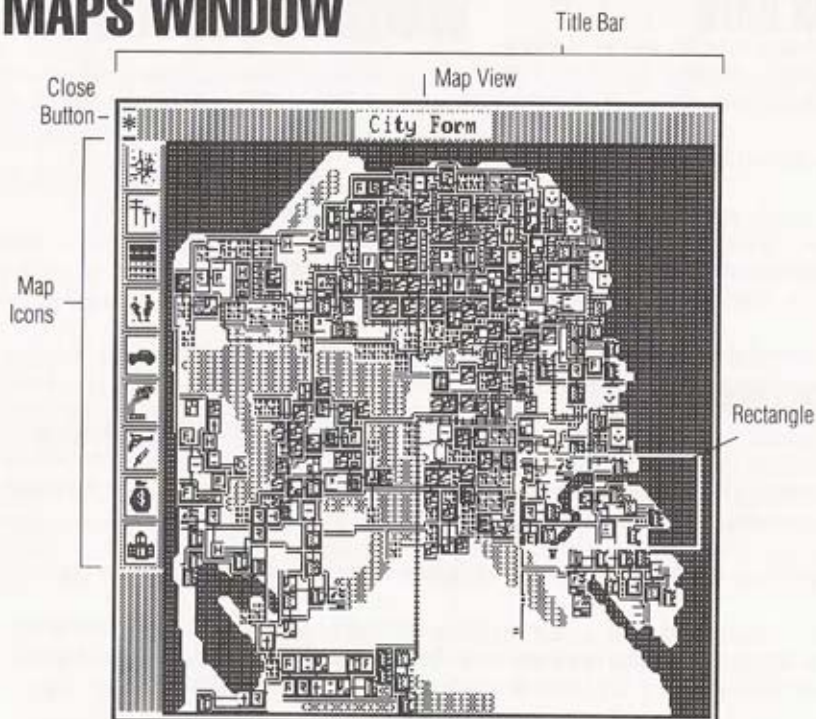 MAPS WINDOW
Title Bar
Map View
Close
Button
City Form
Map
Icons
Rectangle